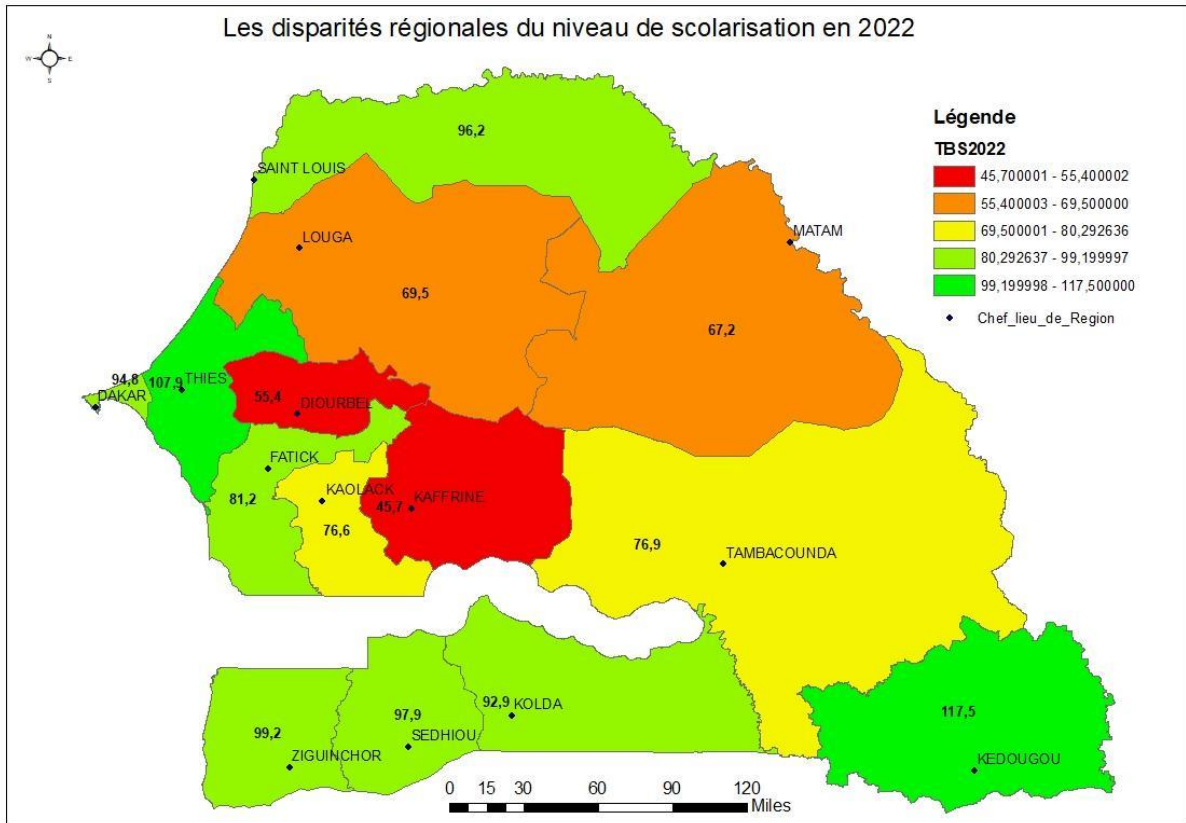 Les disparités régionales du niveau de scolarisation en 2022
N
W E
S
Légende
TBS2022
45,700001 - 55,400002
55,400003 - 69,500000
69,500001 - 80,292636
80,292637 - 99,199997
99,199998 - 117,500000
Chef_lieu_de_Region
96,2
SAINT LOUIS
LOUGA
MATAM
69,5
67,2
94,8
DAKAR
107,9 THIES
55,4
DIOURBEL
FATICK
81,2
KAOLACK
76,6
45,7
KAFFRINE
76,9
TAMBACOUNDA
99,2
ZIGUINCHOR
97,9
SEDHIOU
92,9 KOLDA
117,5
KEDOUGOU
0 15 30 60 90 120
Miles